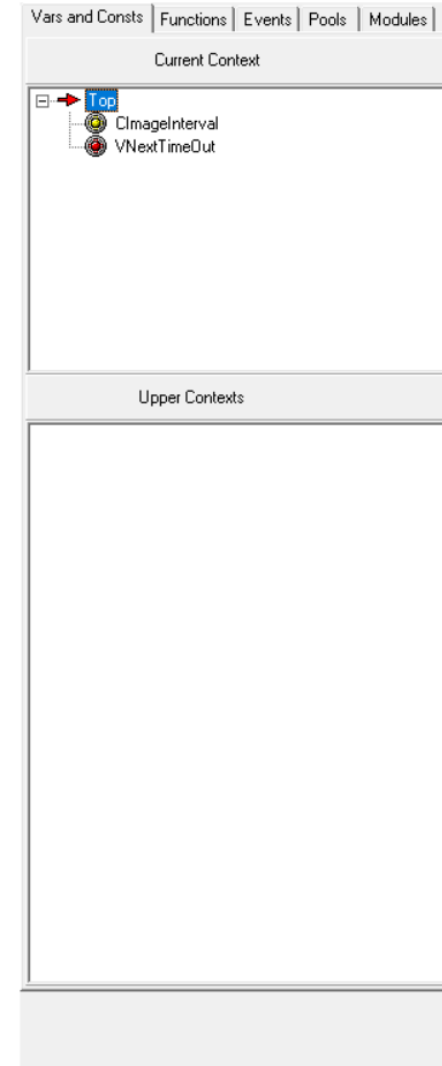 Vars and Consts Functions Events Pools Modules
Current Context
Top
CImageInterval
VNextTimeOut
Upper Contexts